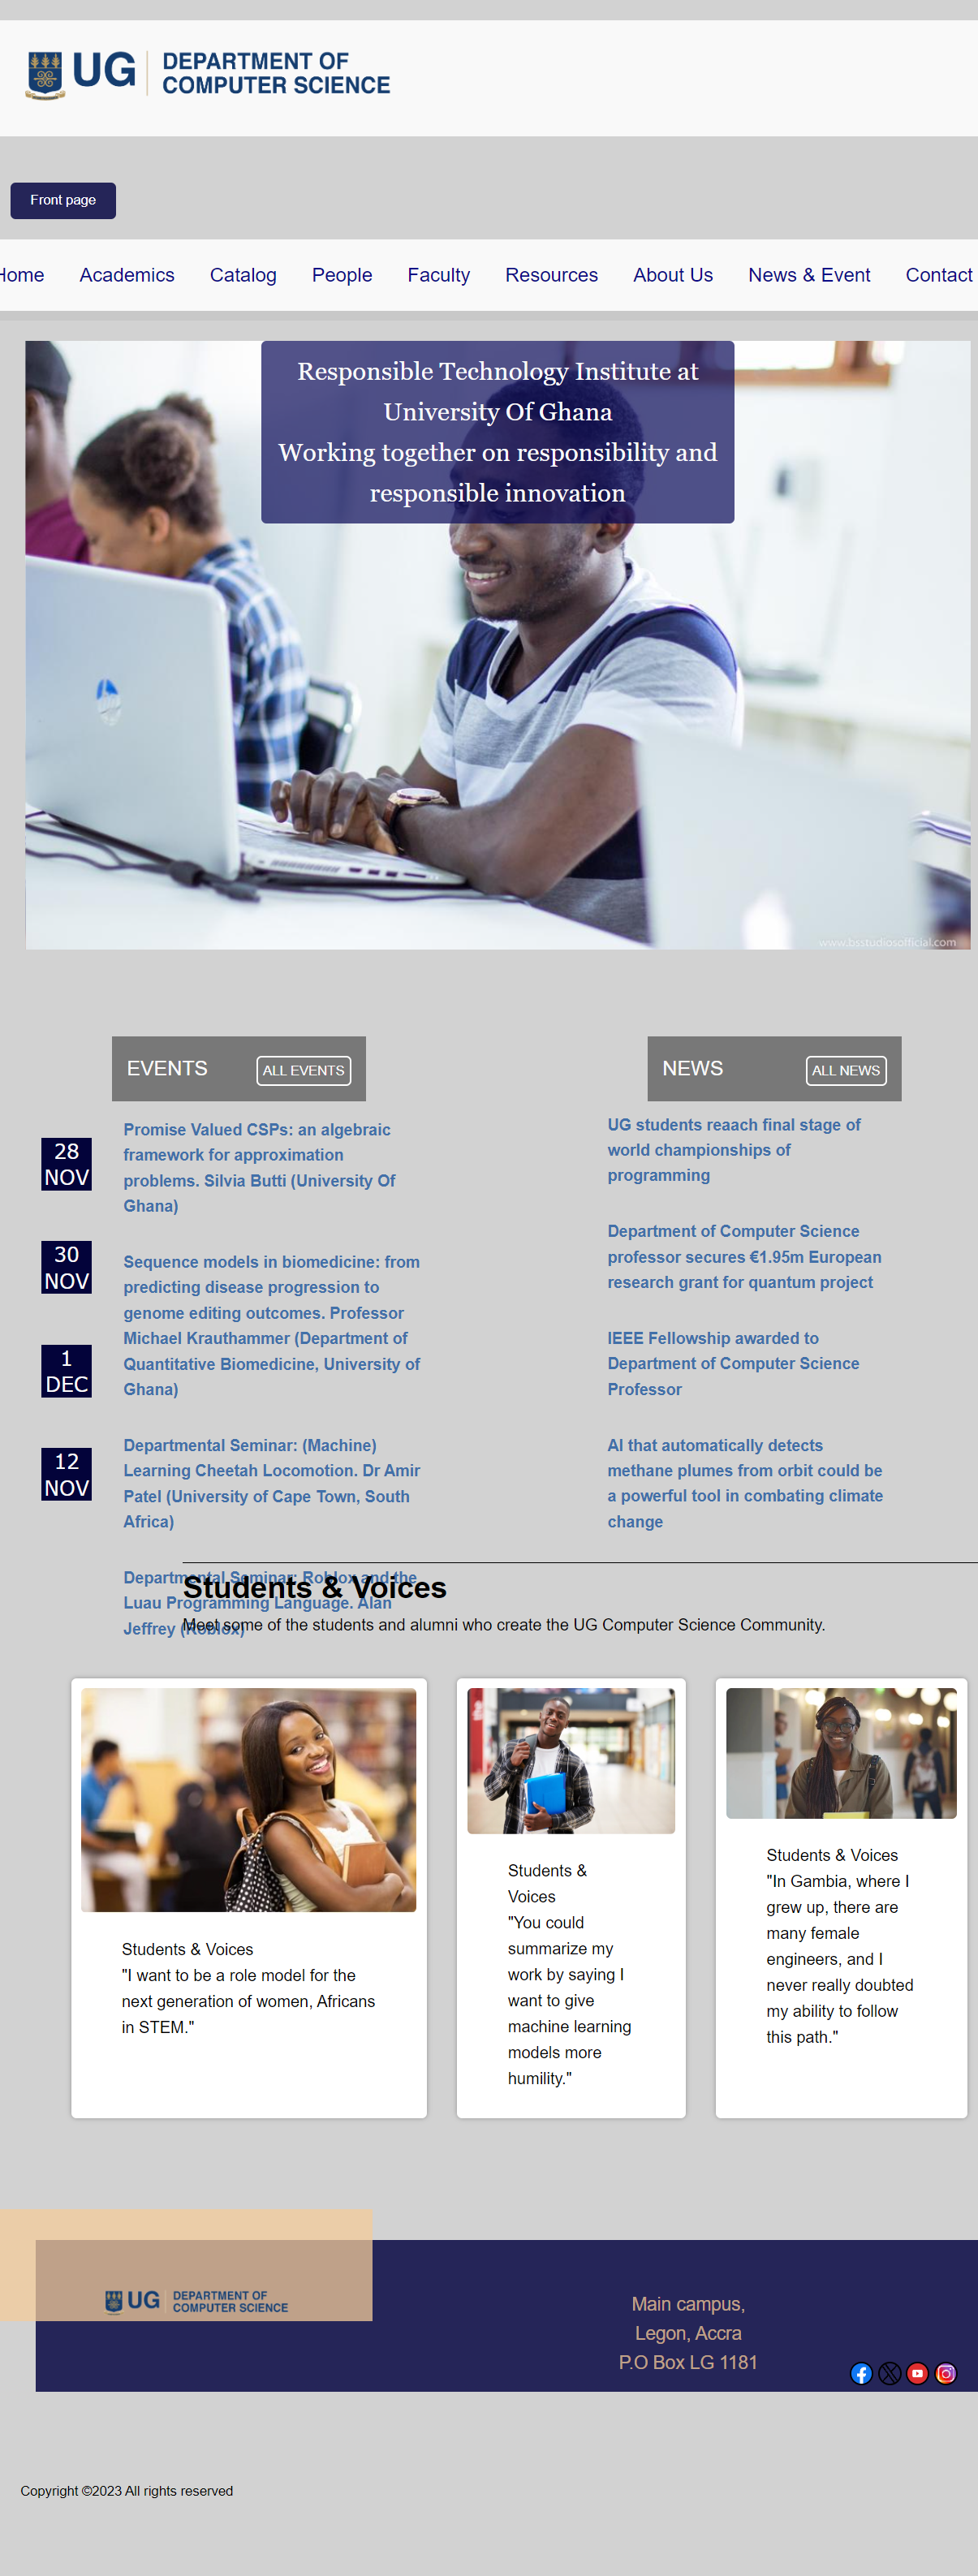 UG DEPARTMENT OF
COMPUTER SCIENCE
Front page
Home Academics Catalog People Faculty Resources About Us News & Event Contact
Responsible Technology Institute at
University Of Ghana
Working together on responsibility and
responsible innovation
www.bsstudiosofficial.com
EVENTS ALL EVENTS
28
NOV
30
NOV
1
DEC
12
NOV
Promise Valued CSPs: an algebraic
framework for approximation
problems. Silvia Butti (University Of
Ghana)
Sequence models in biomedicine: from
predicting disease progression to
genome editing outcomes. Professor
Michael Krauthammer (Department of
Quantitative Biomedicine, University of
Ghana)
Departmental Seminar: (Machine)
Learning Cheetah Locomotion. Dr Amir
Patel (University of Cape Town, South
Africa)
Departmental Seminar: Roblox and the
Luau Programming Language. Alan
Jeffrey (Roblox)
NEWS ALL NEWS
UG students reaach final stage of
world championships of
programming
Department of Computer Science
professor secures €1.95m European
research grant for quantum project
IEEE Fellowship awarded to
Department of Computer Science
Professor
AI that automatically detects
methane plumes from orbit could be
a powerful tool in combating climate
change
Students & Voices
Meet some of the students and alumni who create the UG Computer Science Community.
Students & Voices
"I want to be a role model for the
next generation of women, Africans
in STEM."
Students &
Voices
"You could
summarize my
work by saying I
want to give
machine learning
models more
humility."
Students & Voices
"In Gambia, where I
grew up, there are
many female
engineers, and I
never really doubted
my ability to follow
this path."
UG DEPARTMENT OF
COMPUTER SCIENCE
Main campus,
Legon, Accra
P.O Box LG 1181
Copyright ©2023 All rights reserved